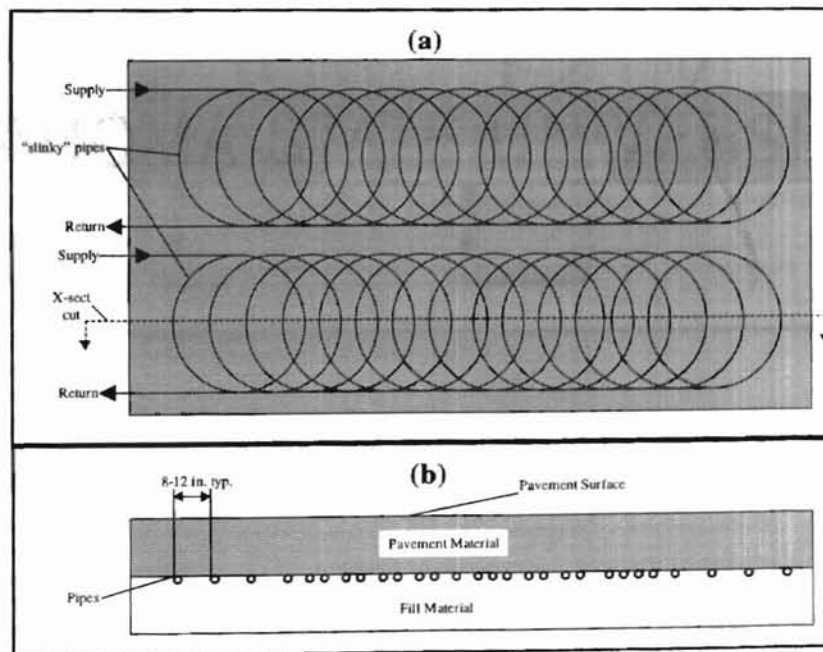 (a)
Supply
"slinky" pipes
Return
Supply
X-sect
cut
Return
(b)
8-12 in. typ.
Pavement Surface
Pavement Material
Pipes
Fill Material